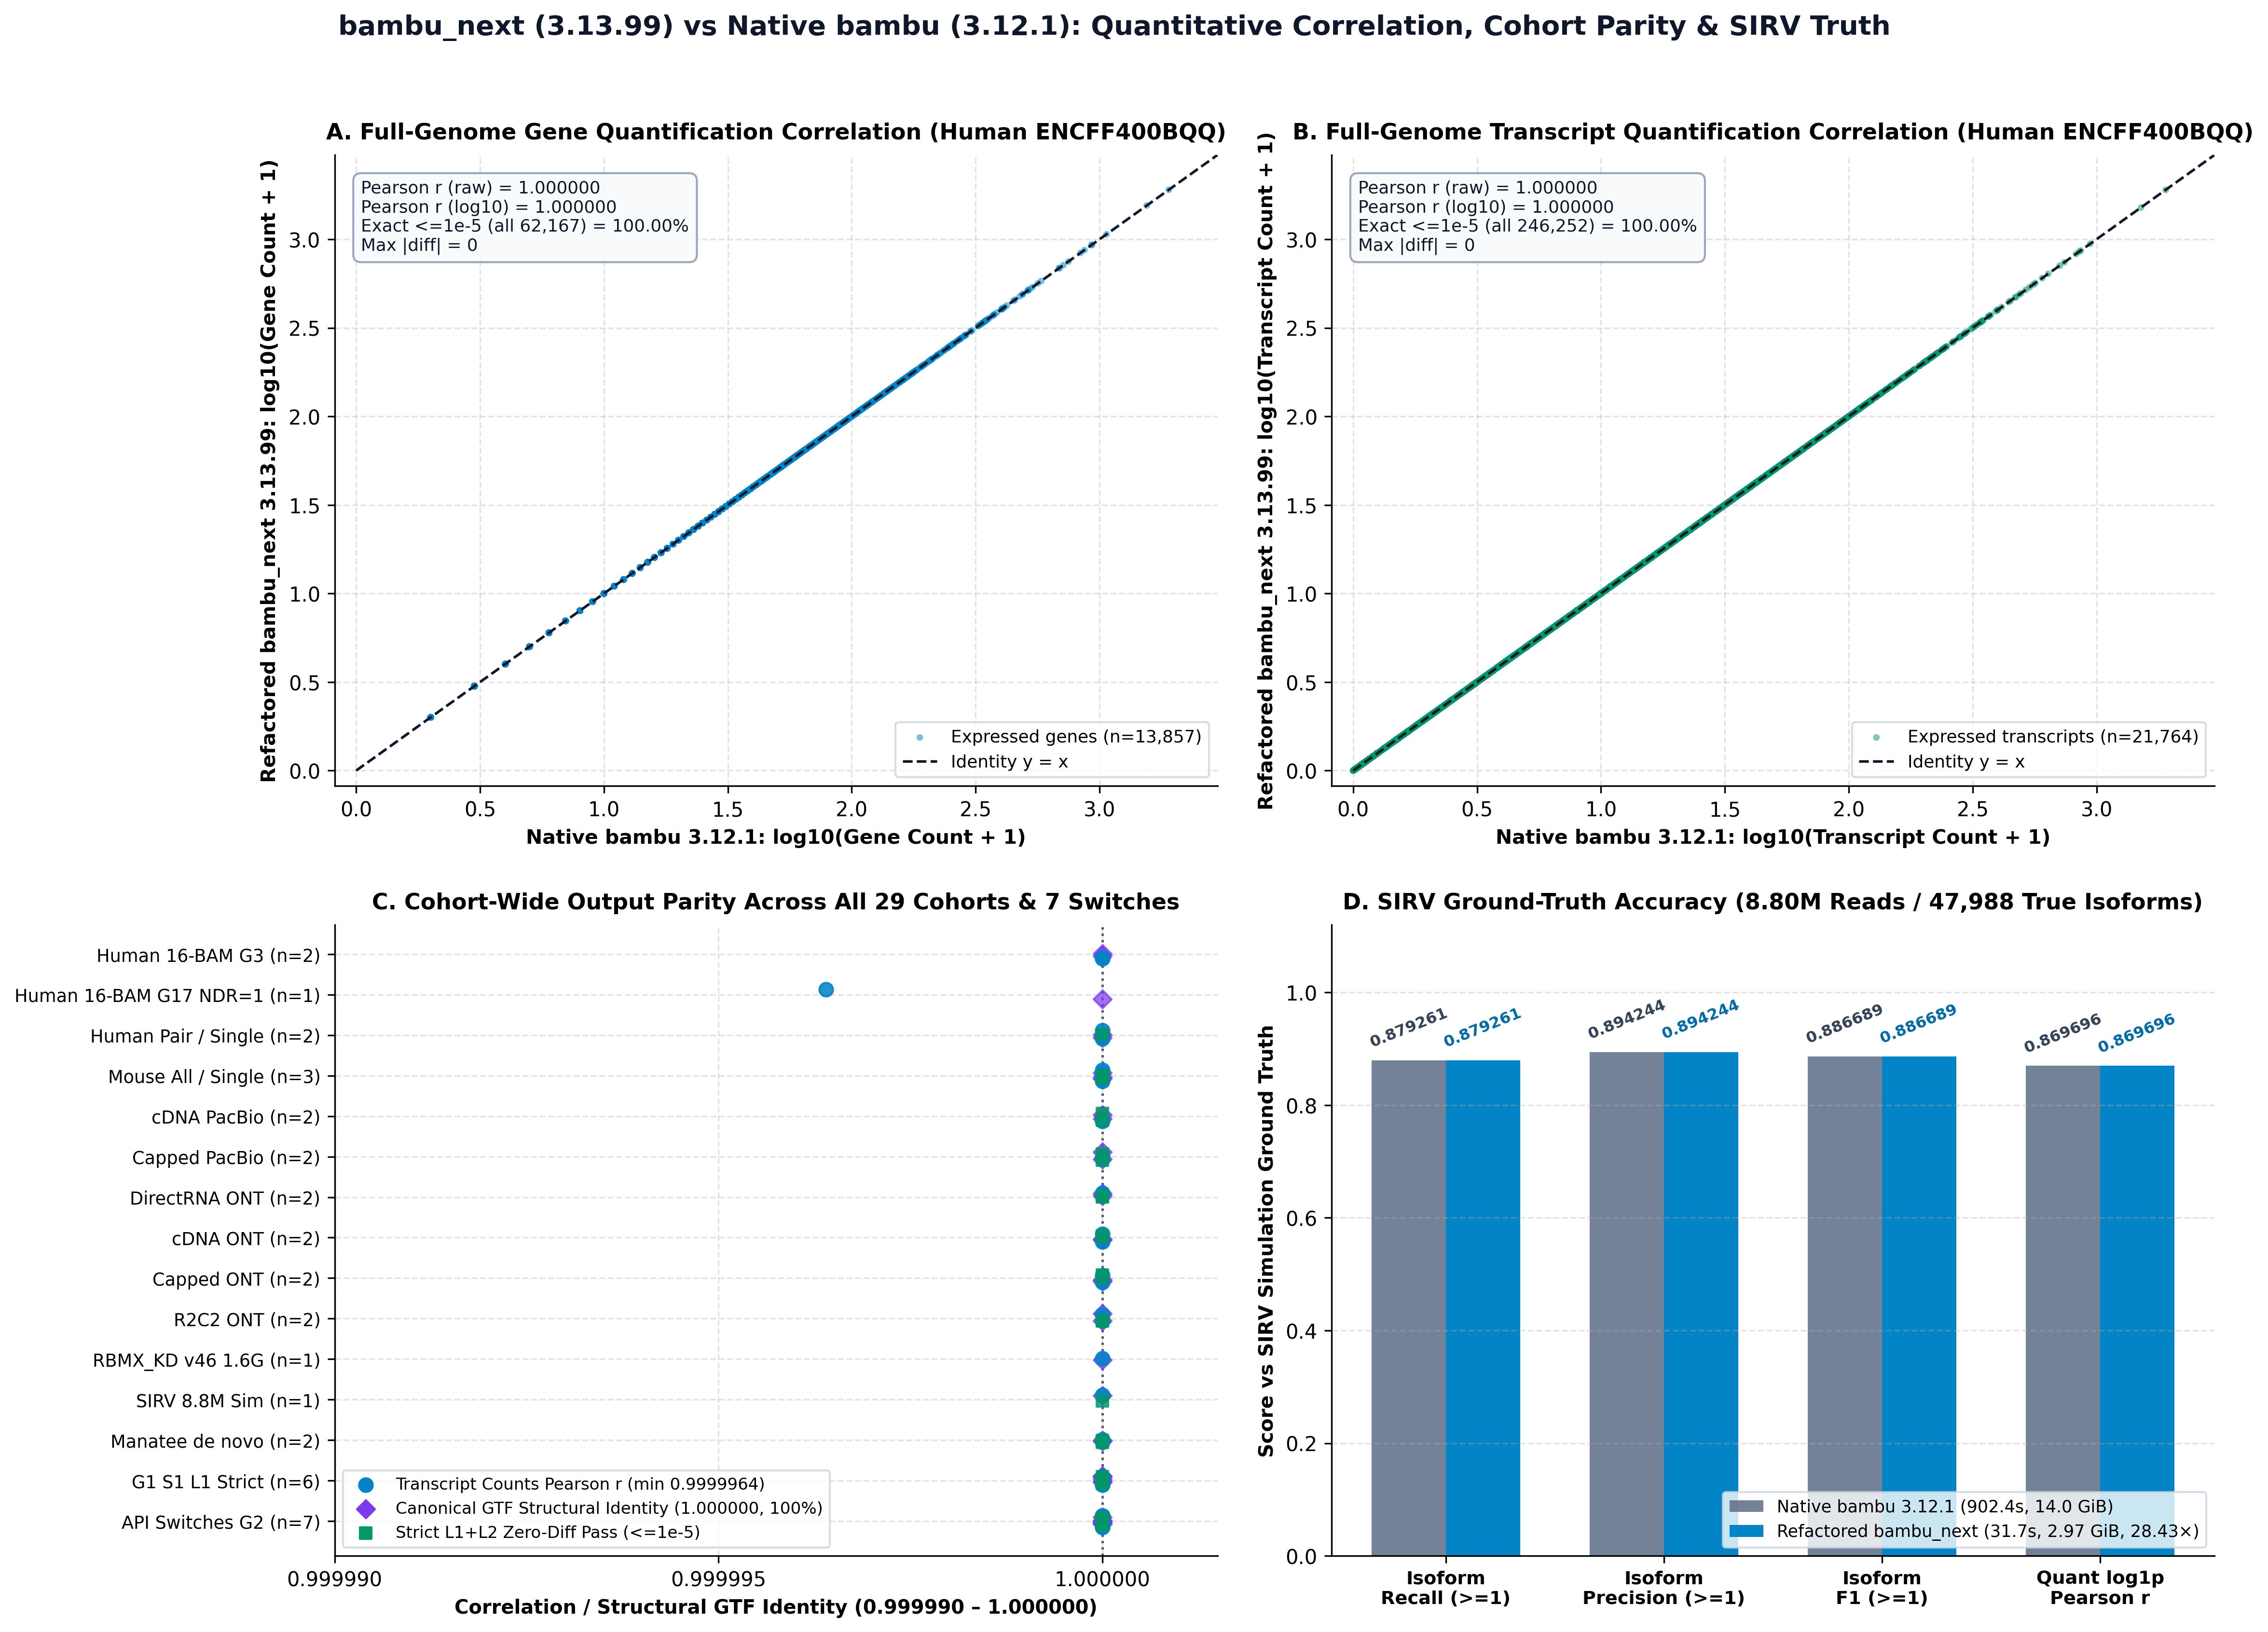 bambu_next (3.13.99) vs Native bambu (3.12.1): Quantitative Correlation, Cohort Parity & SIRV Truth
A. Full-Genome Gene Quantification Correlation (Human ENCFF400BQQ)
Refactored bambu_next 3.13.99: log10(Gene Count + 1)
Pearson r (raw) = 1.000000
Pearson r (log10) = 1.000000
Exact <=1e-5 (all 62,167) = 100.00%
Max |diff| = 0
3.0
2.5
2.0
1.5
1.0
0.5
0.0
Expressed genes (n=13,857)
Identity y = x
0.0 0.5 1.0 1.5 2.0 2.5 3.0
Native bambu 3.12.1: log10(Gene Count + 1)
B. Full-Genome Transcript Quantification Correlation (Human ENCFF400BQQ)
Refactored bambu_next 3.13.99: log10(Transcript Count + 1)
Pearson r (raw) = 1.000000
Pearson r (log10) = 1.000000
Exact <=1e-5 (all 246,252) = 100.00%
Max |diff| = 0
3.0
2.5
2.0
1.5
1.0
0.5
0.0
Expressed transcripts (n=21,764)
Identity y = x
0.0 0.5 1.0 1.5 2.0 2.5 3.0
Native bambu 3.12.1: log10(Transcript Count + 1)
C. Cohort-Wide Output Parity Across All 29 Cohorts & 7 Switches
Human 16-BAM G3 (n=2)
Human 16-BAM G17 NDR=1 (n=1)
Human Pair / Single (n=2)
Mouse All / Single (n=3)
cDNA PacBio (n=2)
Capped PacBio (n=2)
DirectRNA ONT (n=2)
cDNA ONT (n=2)
Capped ONT (n=2)
R2C2 ONT (n=2)
RBMX_KD v46 1.6G (n=1)
SIRV 8.8M Sim (n=1)
Manatee de novo (n=2)
G1 S1 L1 Strict (n=6)
API Switches G2 (n=7)
Transcript Counts Pearson r (min 0.9999964)
Canonical GTF Structural Identity (1.000000, 100%)
Strict L1+L2 Zero-Diff Pass (<=1e-5)
0.999990 0.999995 1.000000
Correlation / Structural GTF Identity (0.999990 – 1.000000)
D. SIRV Ground-Truth Accuracy (8.80M Reads / 47,988 True Isoforms)
Score vs SIRV Simulation Ground Truth
1.0
0.8
0.6
0.4
0.2
0.0
0.879261 0.879261 0.894244 0.894244 0.886689 0.886689 0.869696 0.869696
Native bambu 3.12.1 (902.4s, 14.0 GiB)
Refactored bambu_next (31.7s, 2.97 GiB, 28.43×)
Isoform
Recall (>=1)
Isoform
Precision (>=1)
Isoform
F1 (>=1)
Quant log1p
Pearson r